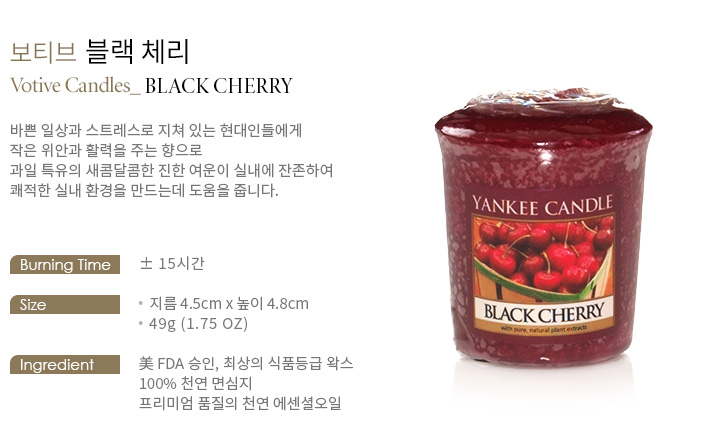 보티브 블랙 체리
Votive Candles_ BLACK CHERRY
바쁜 일상과 스트레스로 지쳐 있는 현대인들에게
작은 위안과 활력을 주는 향으로
과일 특유의 새콤달콤한 진한 여운이 실내에 잔존하여
쾌적한 실내 환경을 만드는데 도움을 줍니다.
Burning Time ± 15시간
Size • 지름 4.5cm x 높이 4.8cm
• 49g (1.75 OZ)
Ingredient 美 FDA 승인, 최상의 식품등급 왁스
100% 천연 면심지
프리미엄 품질의 천연 에센셜오일
YANKEE CANDLE
BLACK CHERRY
with pure, natural plant extracts